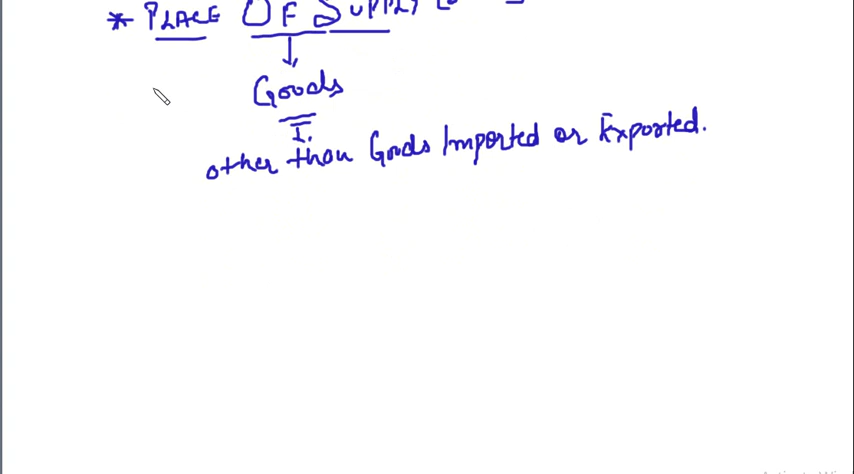 * PLACE OF SUPPLY
Goods
I.
other than Goods Imported or Exported.